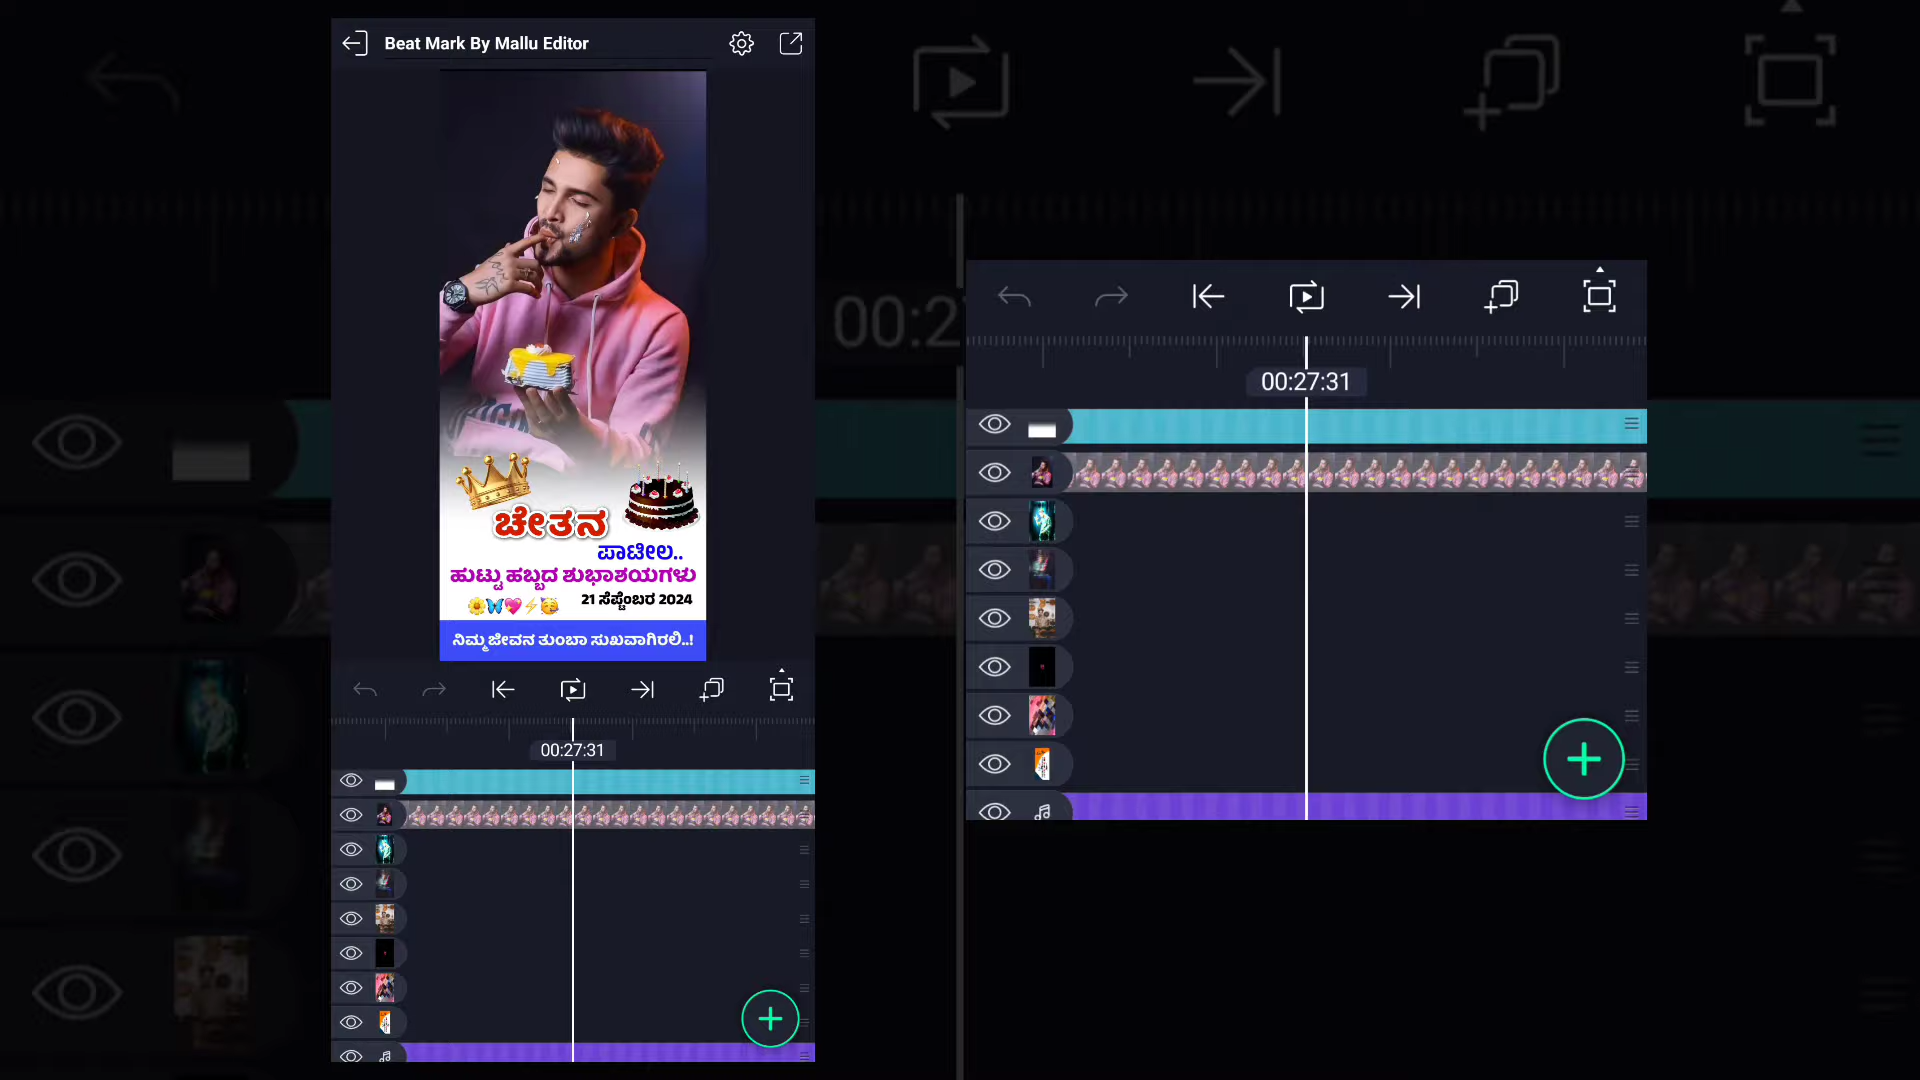 Beat Mark By Mallu Editor
ಚೇತನ
ಪಾಟೀಲ..
ಹುಟ್ಟು ಹಬ್ಬದ ಶುಭಾಶಯಗಳು
🌼🦋💖⚡🥳 21 ಸೆಪ್ಟೆಂಬರ 2024
ನಿಮ್ಮ ಜೀವನ ತುಂಬಾ ಸುಖವಾಗಿರಲಿ..!
00:27:31
00:2
00:27:31